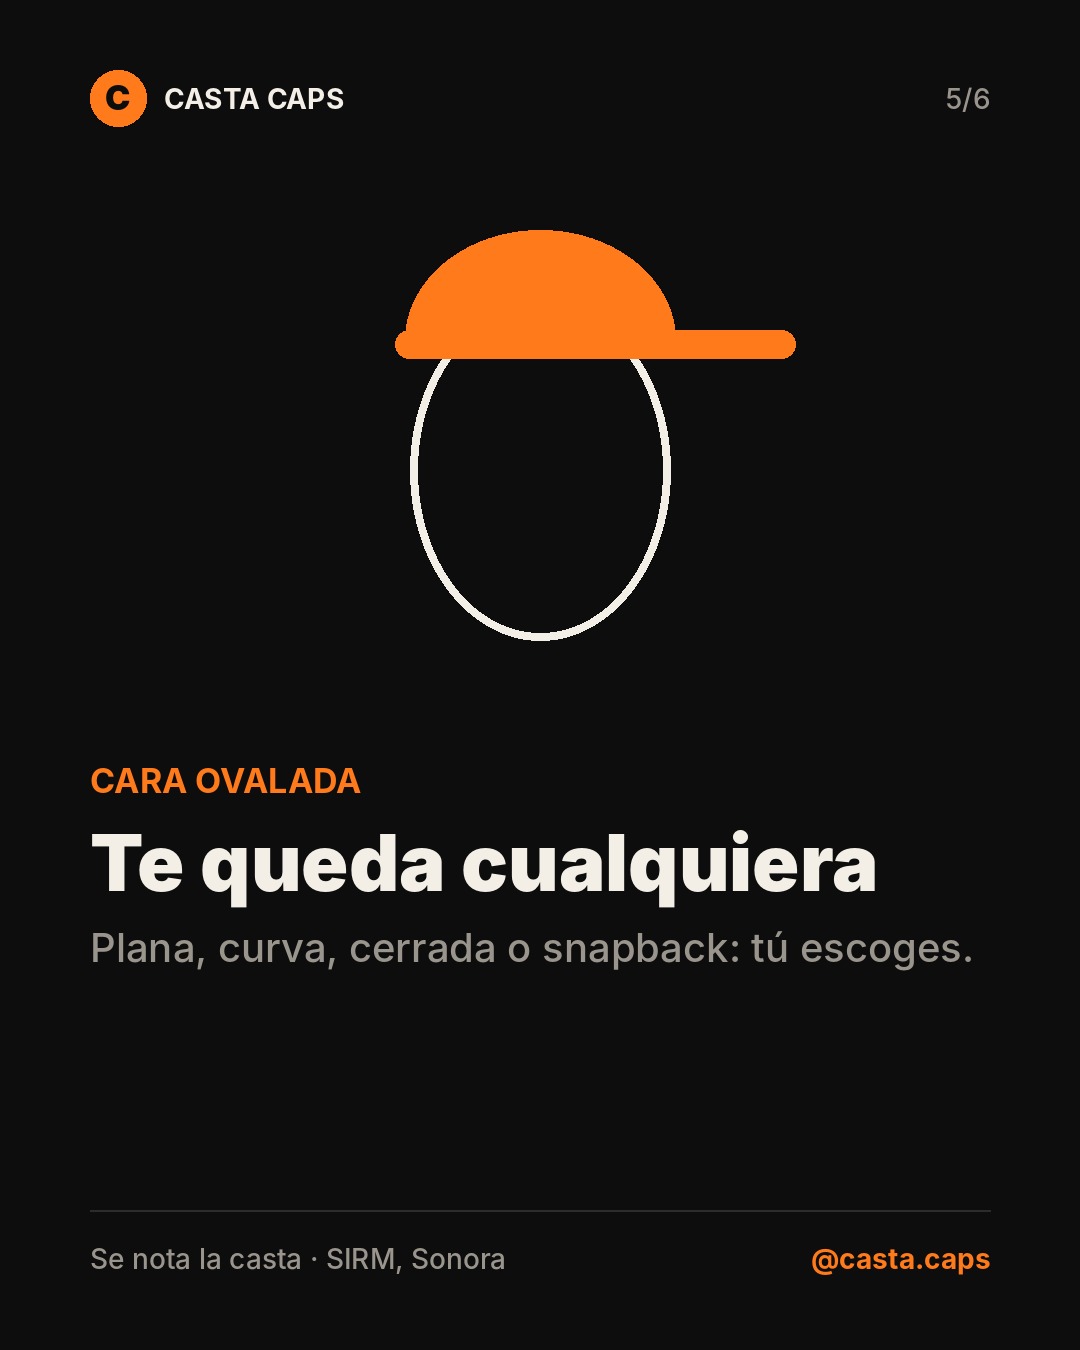 C CASTA CAPS
5/6
CARA OVALADA
Te queda cualquiera
Plana, curva, cerrada o snapback: tú escoges.
Se nota la casta · SIRM, Sonora
@casta.caps